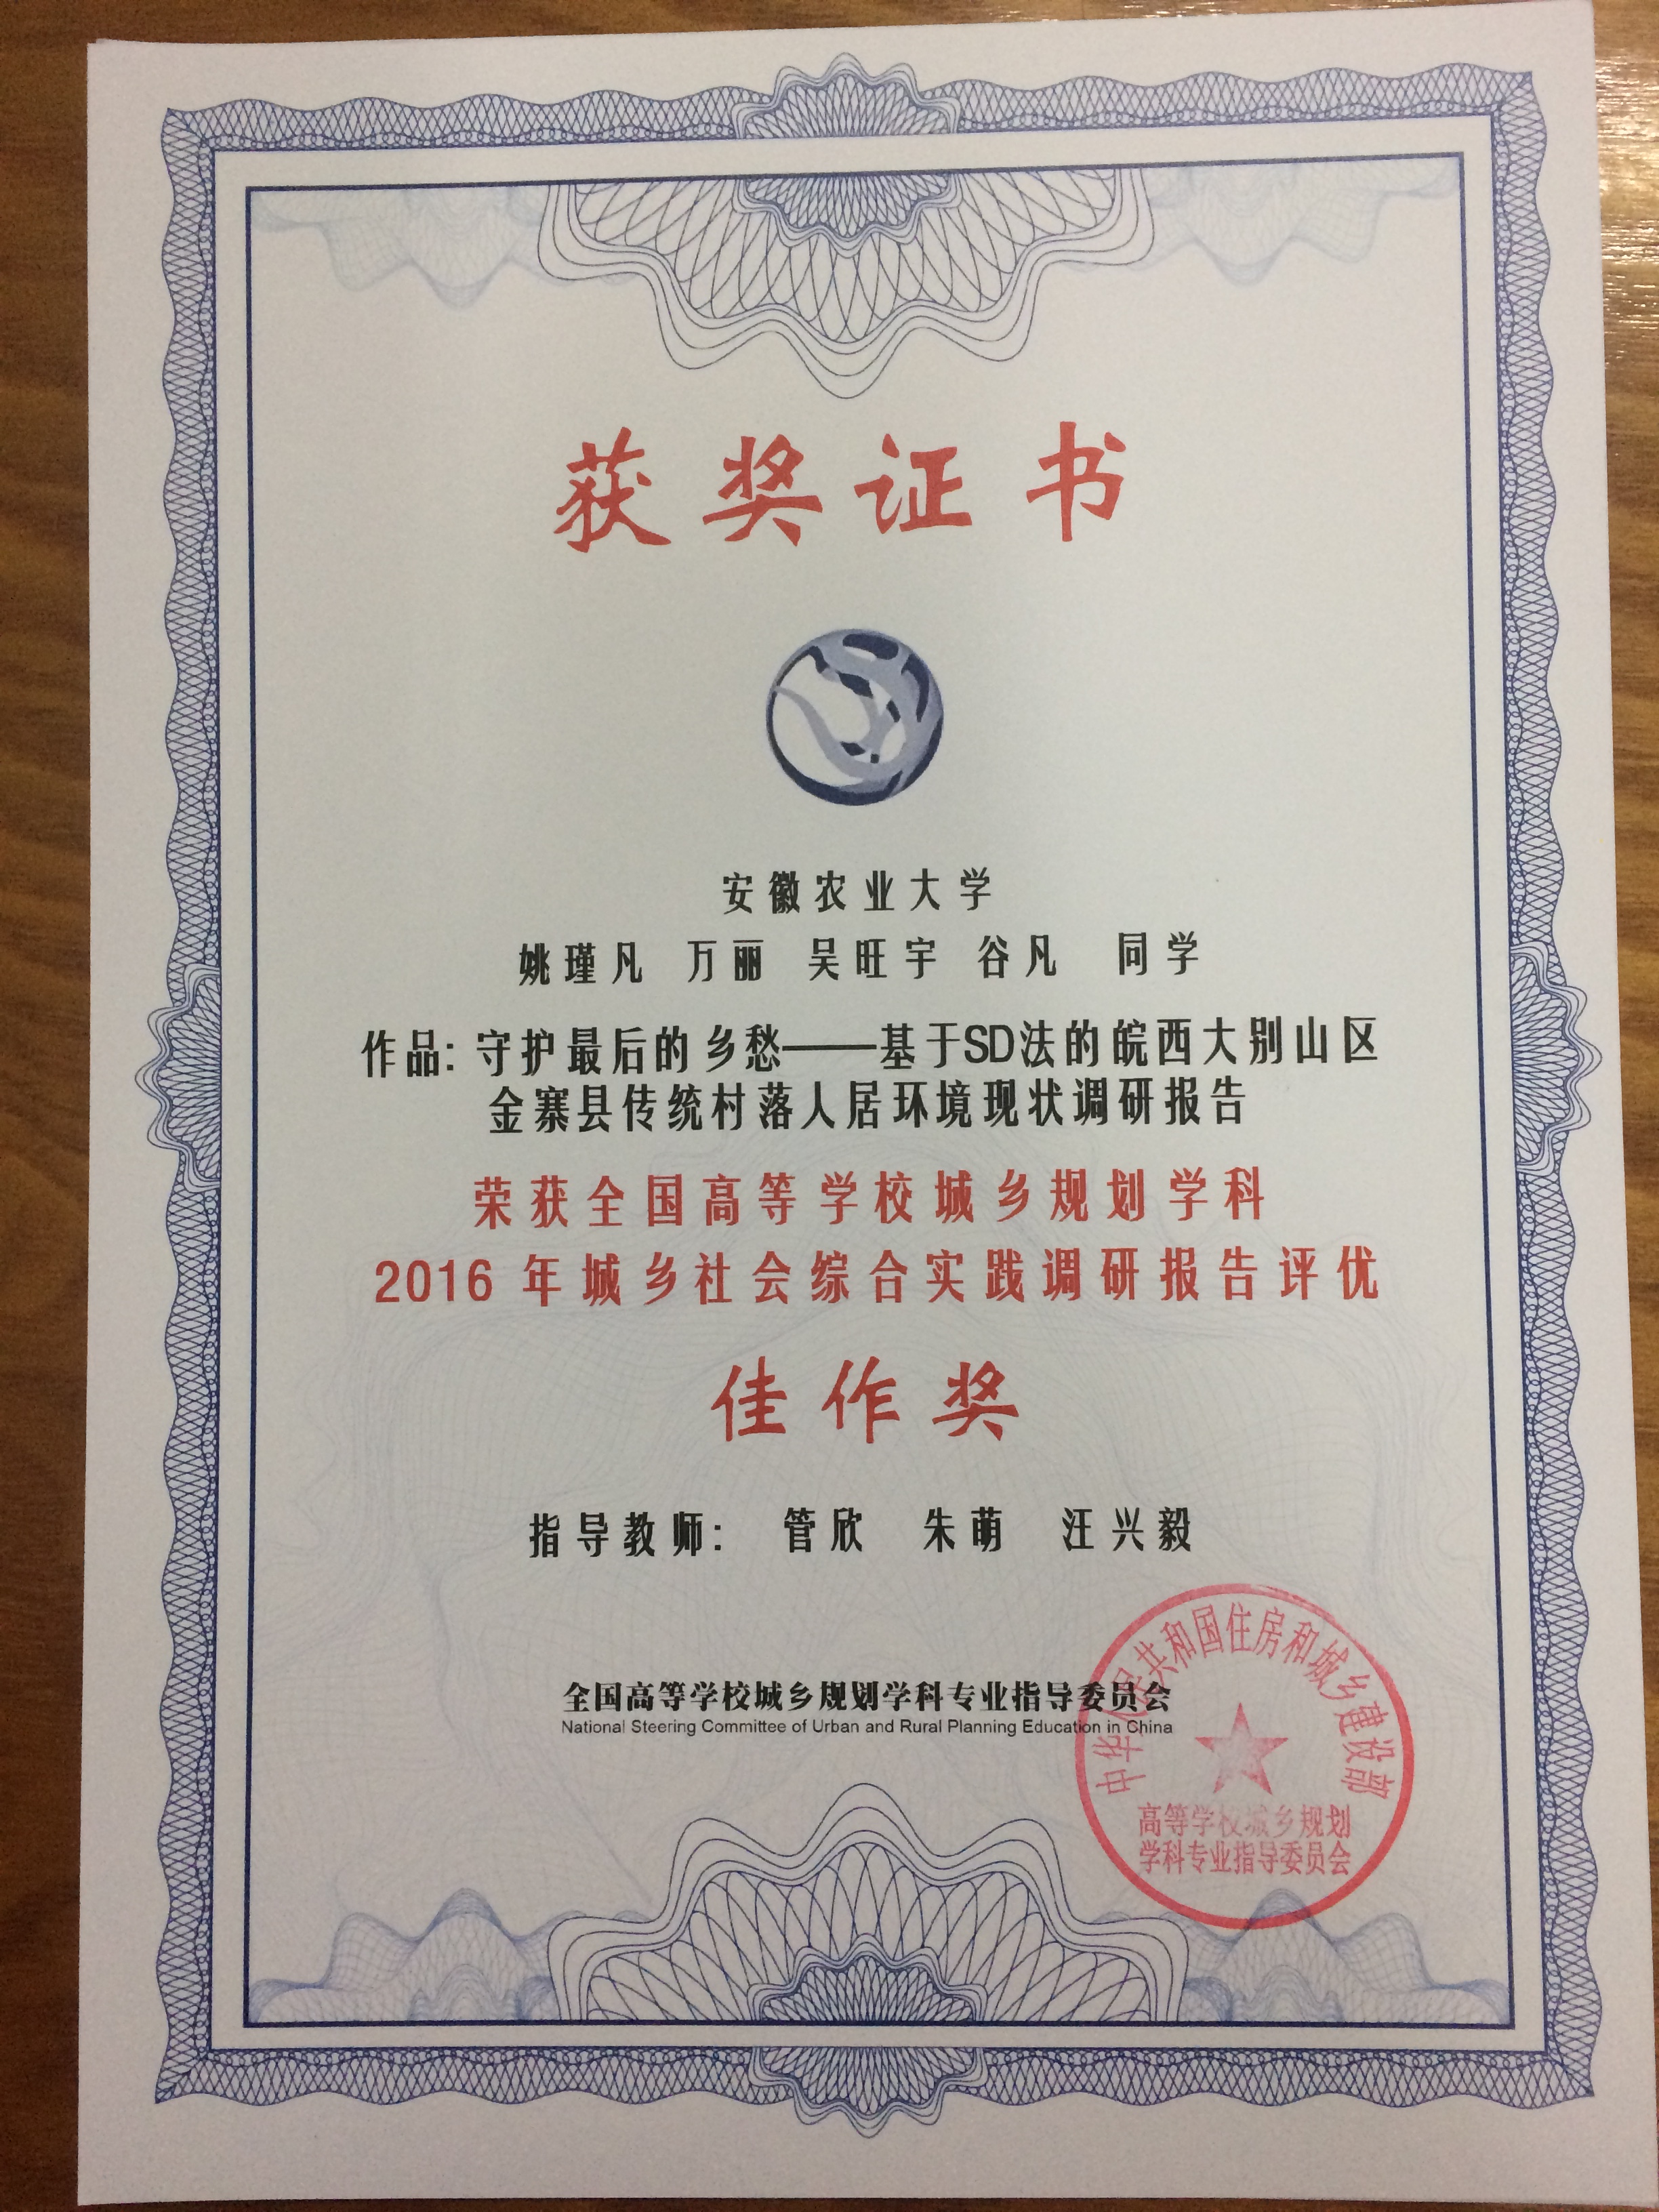 获奖证书
安徽农业大学
姚瑾凡 万丽 吴旺宇 谷凡 同学
作品: 守护最后的乡愁——基于SD法的皖西大别山区
金寨县传统村落人居环境现状调研报告
荣获全国高等学校城乡规划学科
2016 年城乡社会综合实践调研报告评优
佳作奖
指导教师: 管欣 朱萌 汪兴毅
全国高等学校城乡规划学科专业指导委员会
National Steering Committee of Urban and Rural Planning Education in China
中华人民共和国住房和城乡建设部
高等学校城乡规划
学科专业指导委员会